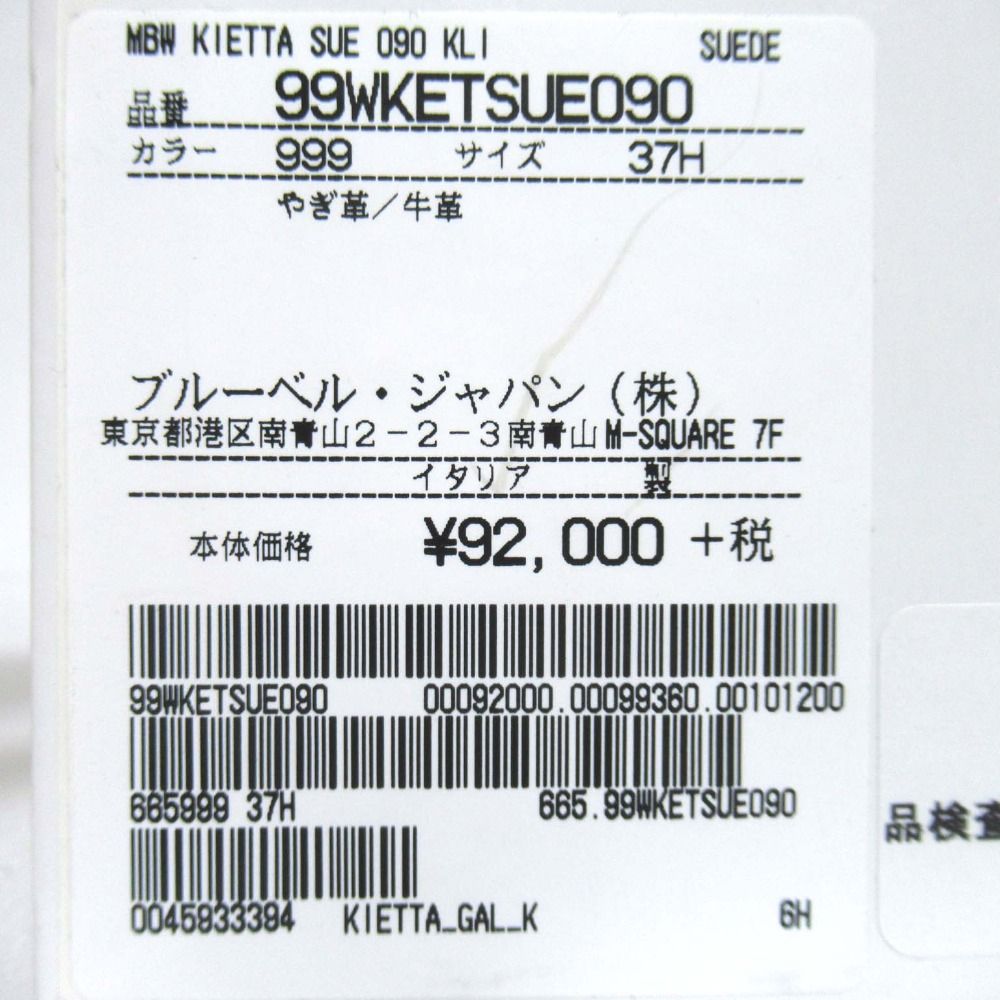 MBW KIETTA SUE 090 KLI SUEDE
品番 99WKETSUE090
カラー 999 サイズ 37H
やぎ革／牛革
ブルーベル・ジャパン（株）
東京都港区南青山２－２－３南青山M-SQUARE 7F
イタリア 製
本体価格 ¥92,000 +税
99WKETSUE090 00092000.00099360.00101200
665999 37H 665.99WKETSUE090
品検査
0045933394 KIETTA_GAL_K 6H